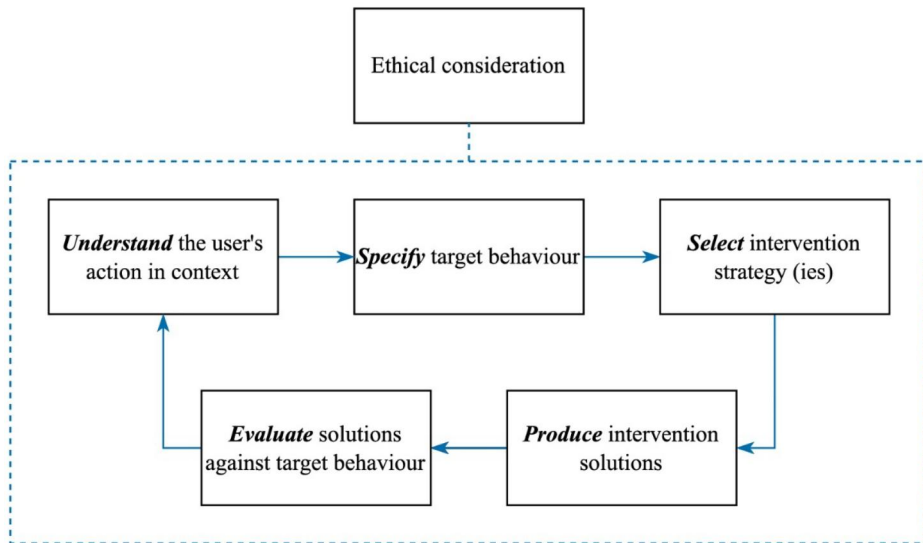 Ethical consideration
Understand the user's
action in context
Specify target behaviour
Select intervention
strategy (ies)
Evaluate solutions
against target behaviour
Produce intervention
solutions